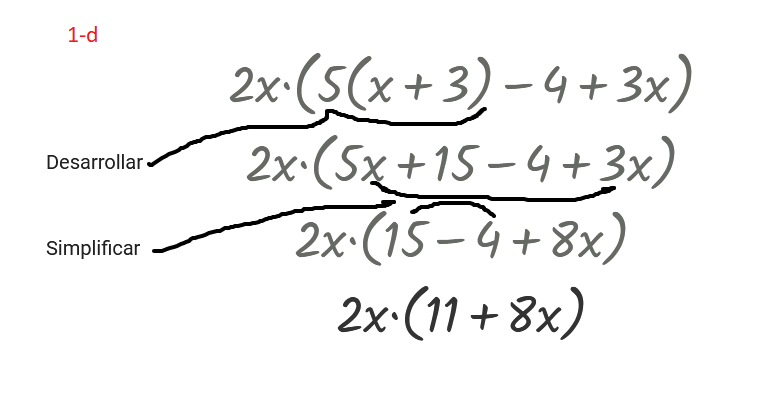 1-d
2x·(5(x + 3) − 4 + 3x)
Desarrollar
2x·(5x + 15 − 4 + 3x)
Simplificar
2x·(15 − 4 + 8x)
2x·(11 + 8x)